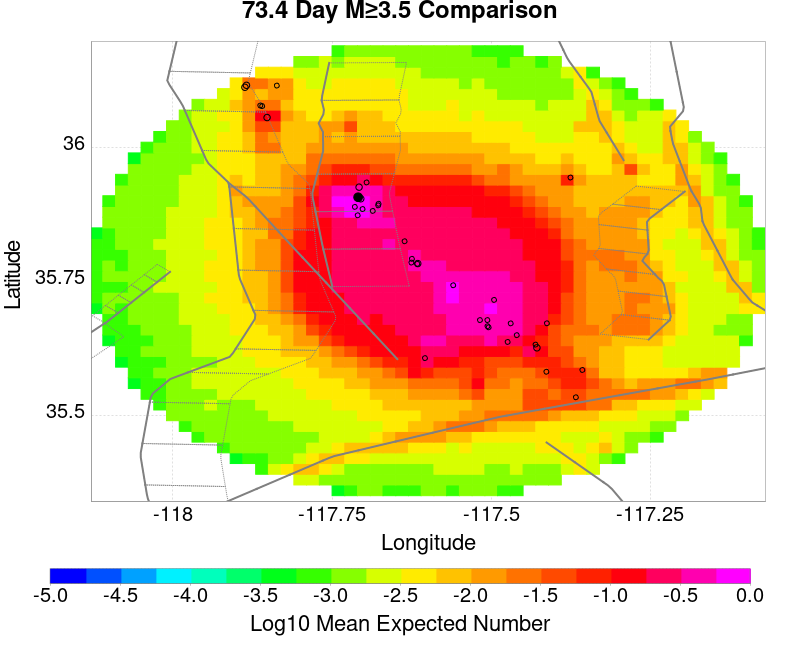 73.4 Day M≥3.5 Comparison
36
35.75
35.5
Latitude
-118 -117.75 -117.5 -117.25
Longitude
-5.0 -4.5 -4.0 -3.5 -3.0 -2.5 -2.0 -1.5 -1.0 -0.5 0.0
Log10 Mean Expected Number